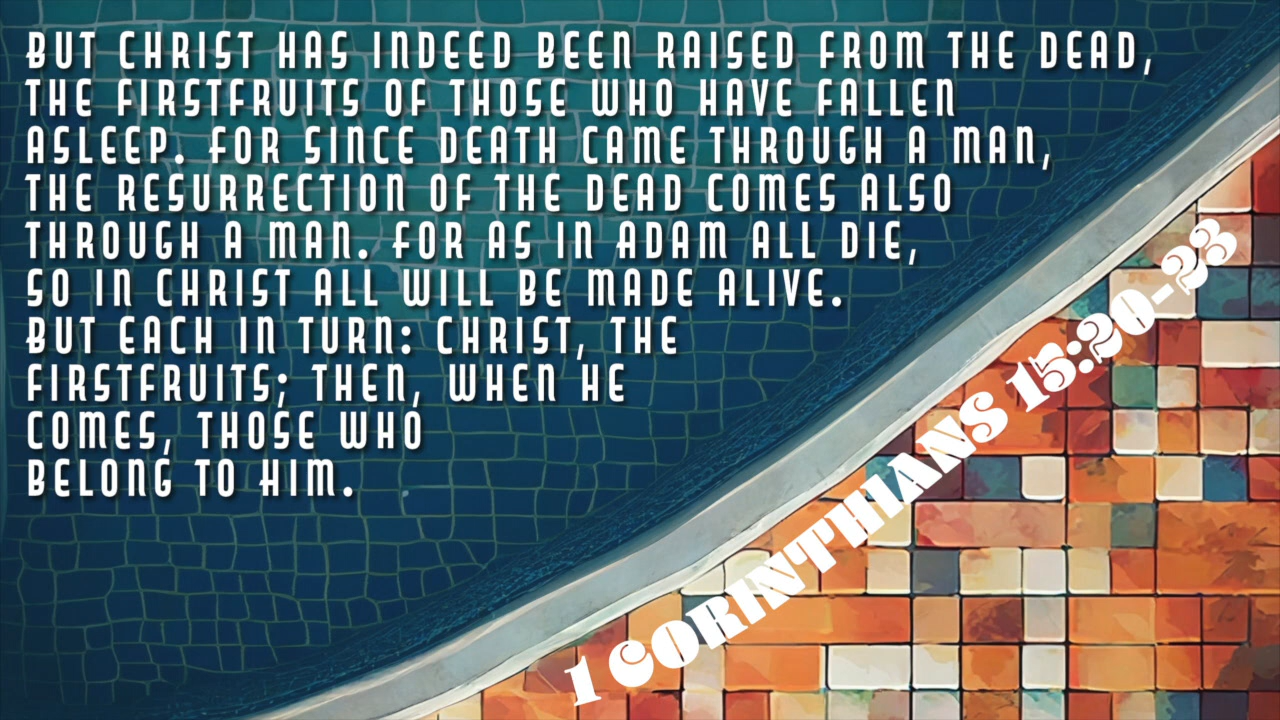 BUT CHRIST HAS INDEED BEEN RAISED FROM THE DEAD,
THE FIRSTFRUITS OF THOSE WHO HAVE FALLEN
ASLEEP. FOR SINCE DEATH CAME THROUGH A MAN,
THE RESURRECTION OF THE DEAD COMES ALSO
THROUGH A MAN. FOR AS IN ADAM ALL DIE,
SO IN CHRIST ALL WILL BE MADE ALIVE.
BUT EACH IN TURN: CHRIST, THE
FIRSTFRUITS; THEN, WHEN HE
COMES, THOSE WHO
BELONG TO HIM.
1 CORINTHIANS 15:20-23